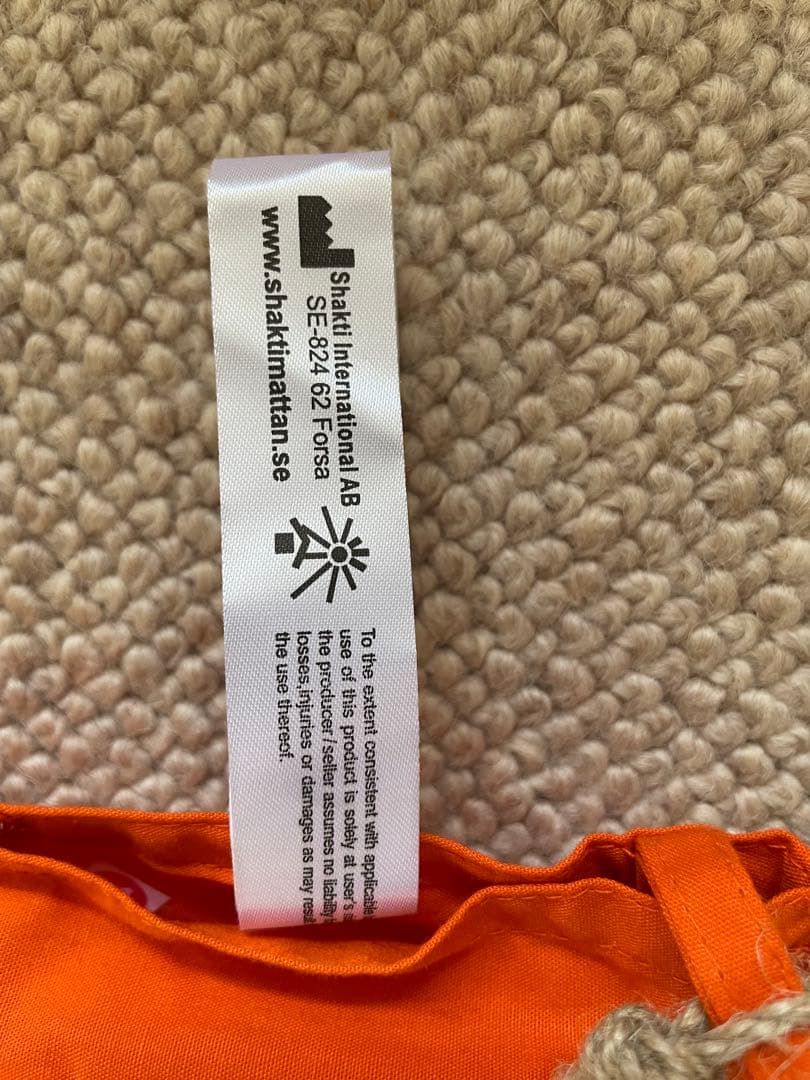 Shakti International AB
SE-824 62 Forsa
www.shaktimattan.se
To the extent consistent with applicable
use of this product is solely at user's
the producer/seller assumes no liability
losses,injuries or damages as may
the use thereof.